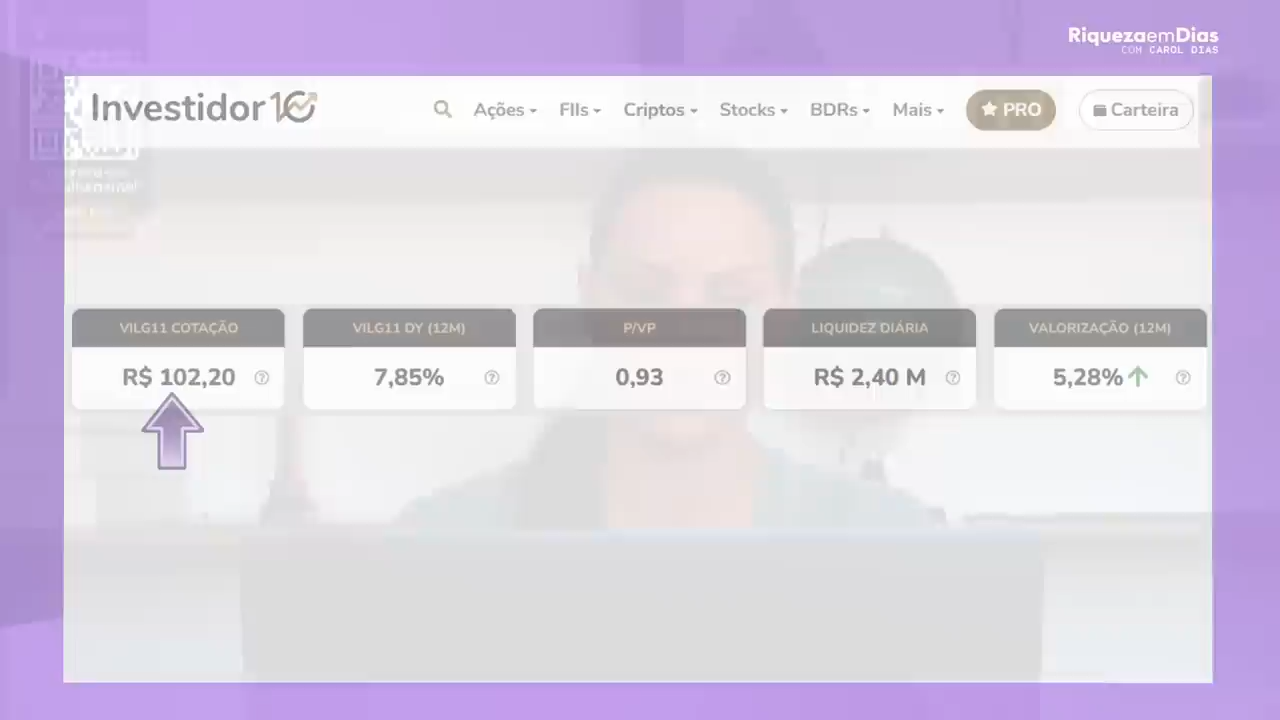 RiquezaemDias
COM CAROL DIAS
Investidor10
Ações
FIIs
Criptos
Stocks
BDRs
Mais
PRO
Carteira
VILG11 COTAÇÃO
VILG11 DY (12M)
P/VP
LIQUIDEZ DIÁRIA
VALORIZAÇÃO (12M)
R$ 102,20
7,85%
0,93
R$ 2,40 M
5,28%